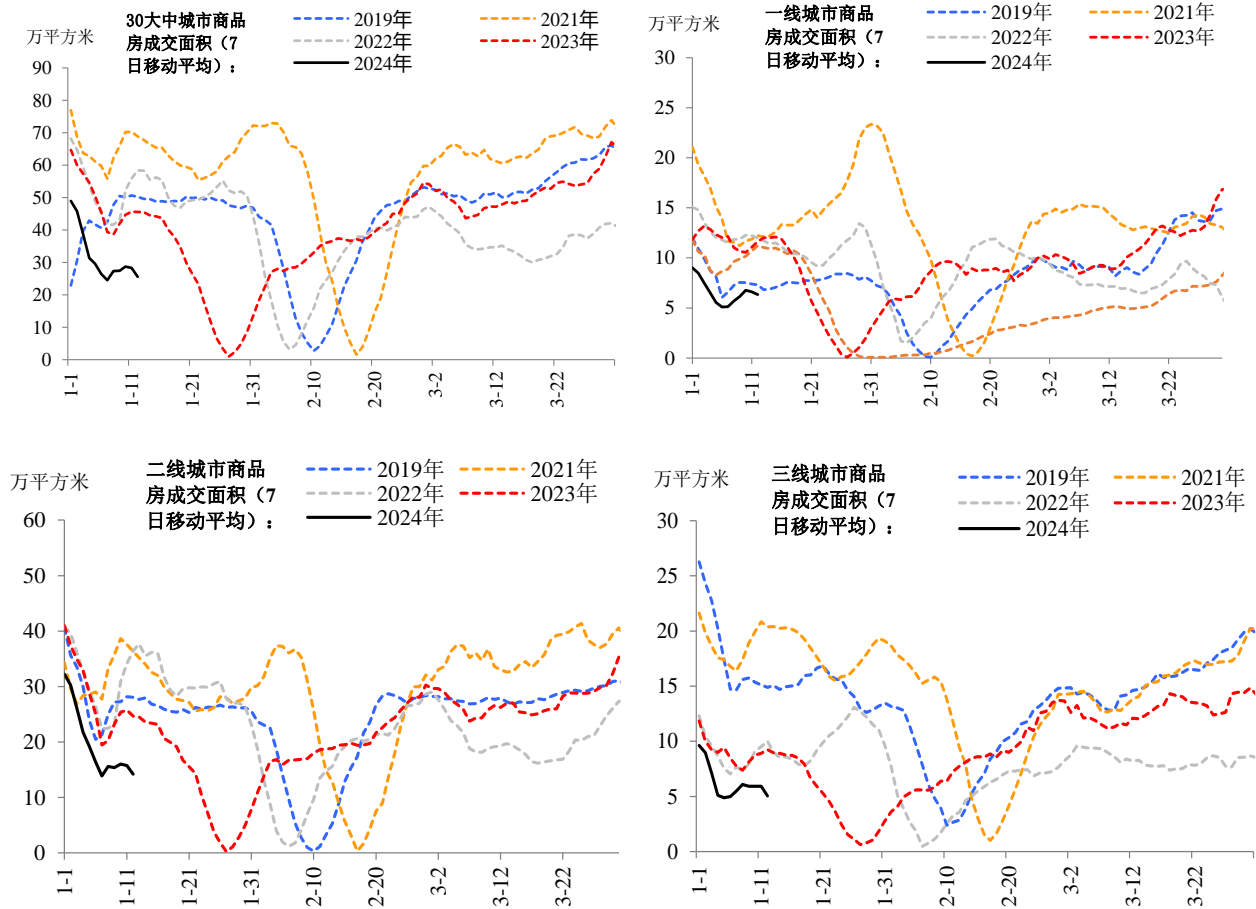 万平方米
30大中城市商品
房成交面积（7
日移动平均）：
2019年
2021年
2022年
2023年
2024年
90
80
70
60
50
40
30
20
10
0
1-1
1-11
1-21
1-31
2-10
2-20
3-2
3-12
3-22
万平方米
一线城市商品
房成交面积（7
日移动平均）：
2019年
2021年
2022年
2023年
2024年
30
25
20
15
10
5
0
1-1
1-11
1-21
1-31
2-10
2-20
3-2
3-12
3-22
万平方米
二线城市商品
房成交面积（7
日移动平均）：
2019年
2021年
2022年
2023年
2024年
60
50
40
30
20
10
0
1-1
1-11
1-21
1-31
2-10
2-20
3-2
3-12
3-22
万平方米
三线城市商品
房成交面积（7
日移动平均）：
2019年
2021年
2022年
2023年
2024年
30
25
20
15
10
5
0
1-1
1-11
1-21
1-31
2-10
2-20
3-2
3-12
3-22